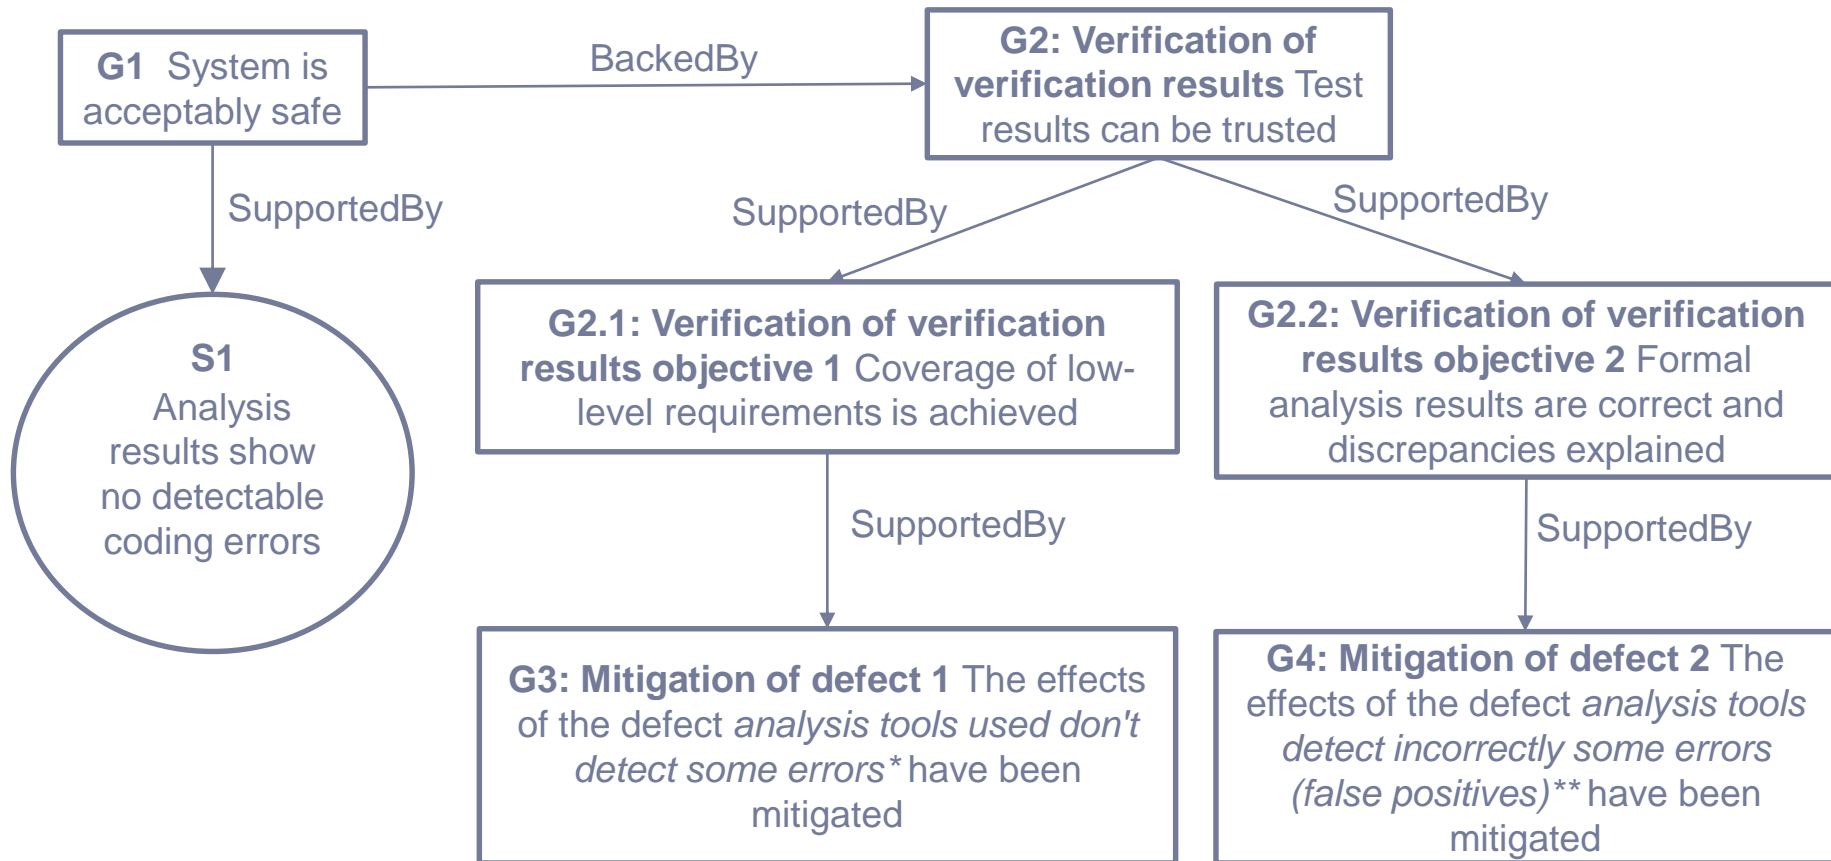 G1 System is
acceptably safe
BackedBy
G2: Verification of
verification results Test
results can be trusted
SupportedBy
SupportedBy
SupportedBy
S1
Analysis
results show
no detectable
coding errors
G2.1: Verification of verification
results objective 1 Coverage of low-
level requirements is achieved
G2.2: Verification of verification
results objective 2 Formal
analysis results are correct and
discrepancies explained
SupportedBy
SupportedBy
G3: Mitigation of defect 1 The effects
of the defect analysis tools used don't
detect some errors* have been
mitigated
G4: Mitigation of defect 2 The
effects of the defect analysis tools
detect incorrectly some errors
(false positives)** have been
mitigated